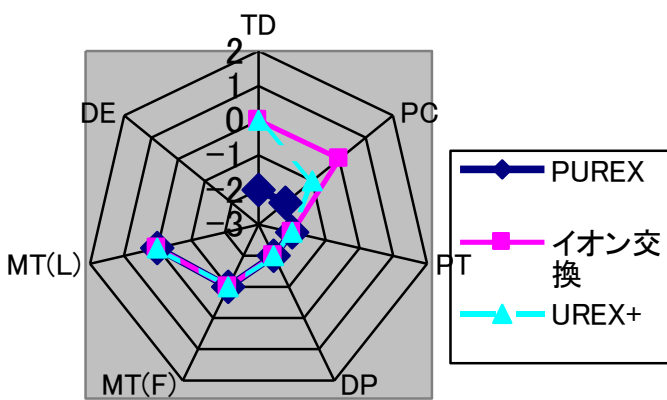 TD
2
1
0
-1
-2
-3
PC
PT
DP
MT(F)
MT(L)
DE
PUREX
イオン交
換
UREX+